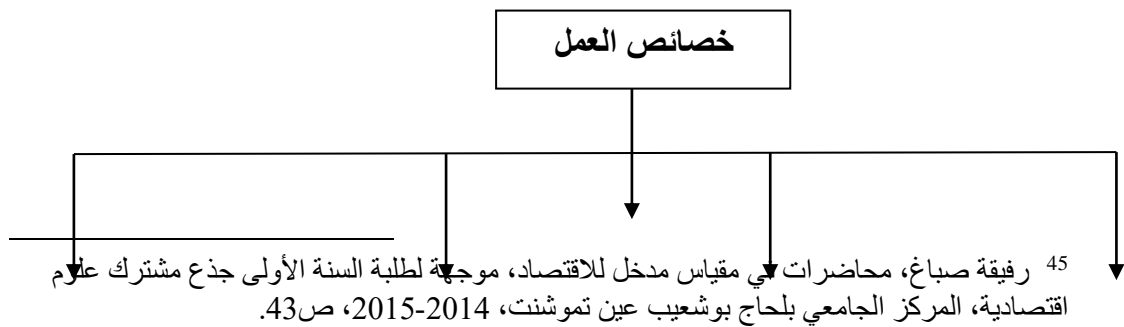 خصائص العمل
45 رفيقة صباغ، محاضرات في مقياس مدخل للاقتصاد، موجهة لطلبة السنة الأولى جذع مشترك علوم
اقتصادية، المركز الجامعي بلحاج بوشعيب عين تموشنت، 2014-2015، ص43.